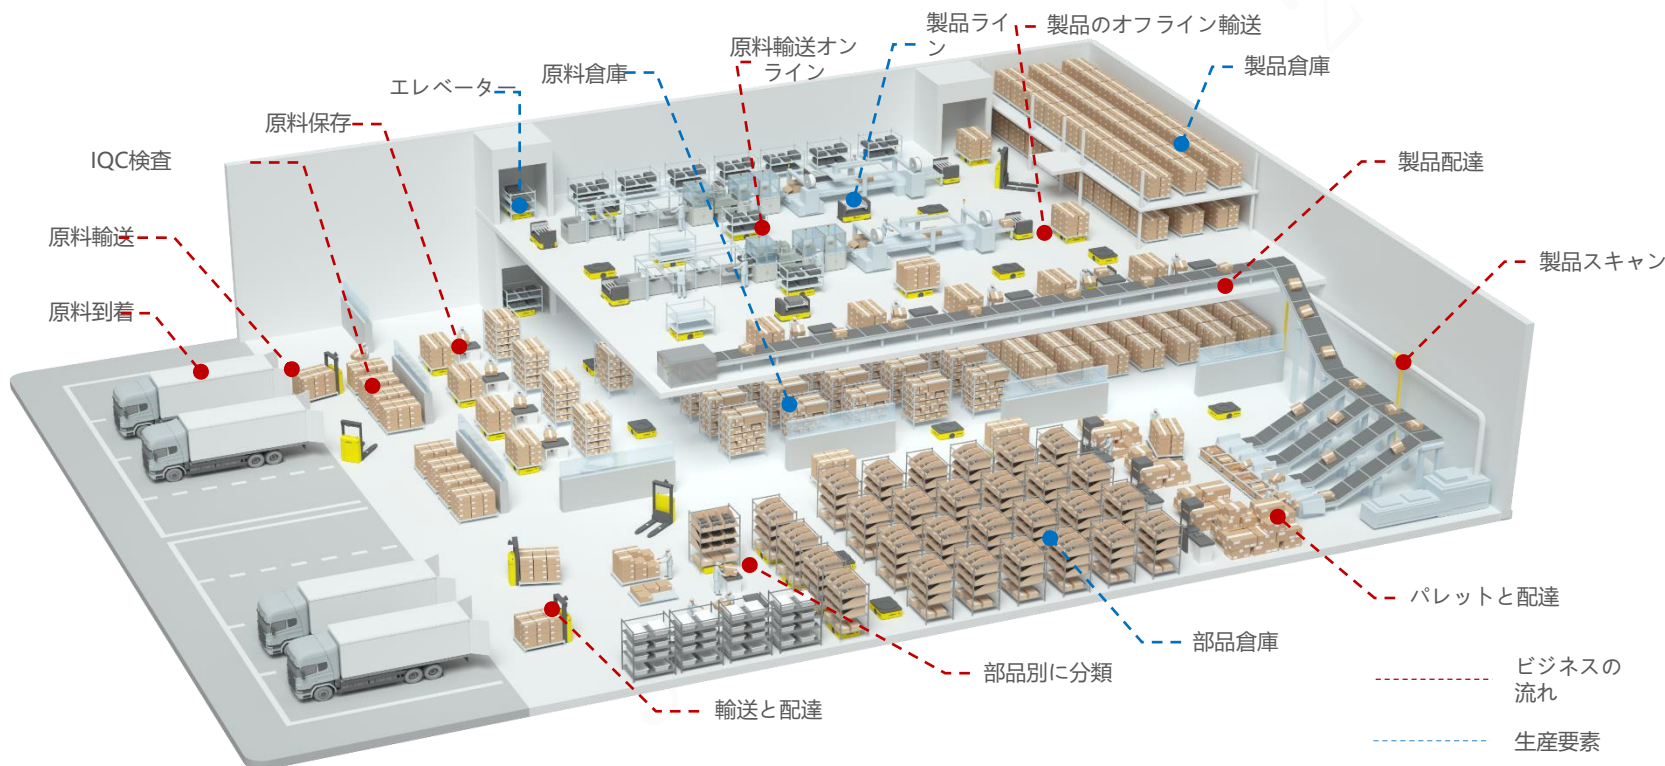 製品ライ
ン
製品のオフライン輸送
原料輸送オン
ライン
製品倉庫
原料倉庫
エレベーター
原料保存
IQC検査
製品配達
原料輸送
製品スキャン
原料到着
パレットと配達
部品倉庫
部品別に分類
輸送と配達
ビジネスの
流れ
生産要素